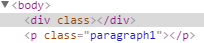 ▼<body>
<div class></div>
<p class="paragraph1"></p>